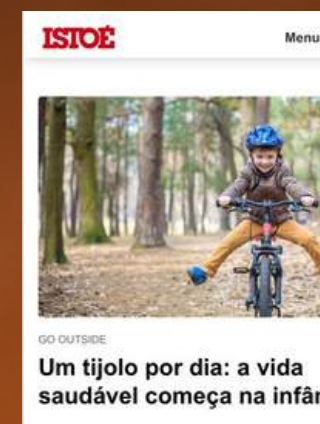 ISTOÉ
Menu
GO OUTSIDE
Um tijolo por dia: a vida
saudável começa na infân